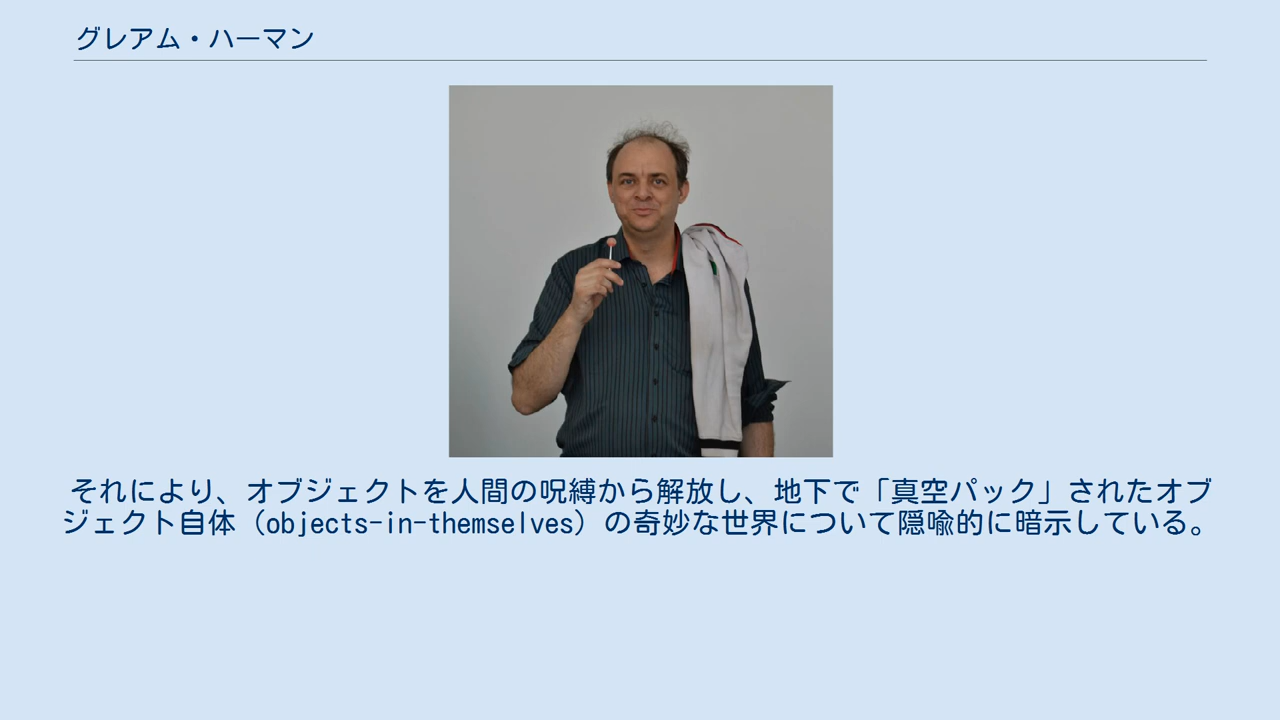 グレアム・ハーマン
それにより、オブジェクトを人間の呪縛から解放し、地下で「真空パック」されたオブ
ジェクト自体（objects-in-themselves）の奇妙な世界について隠喩的に暗示している。